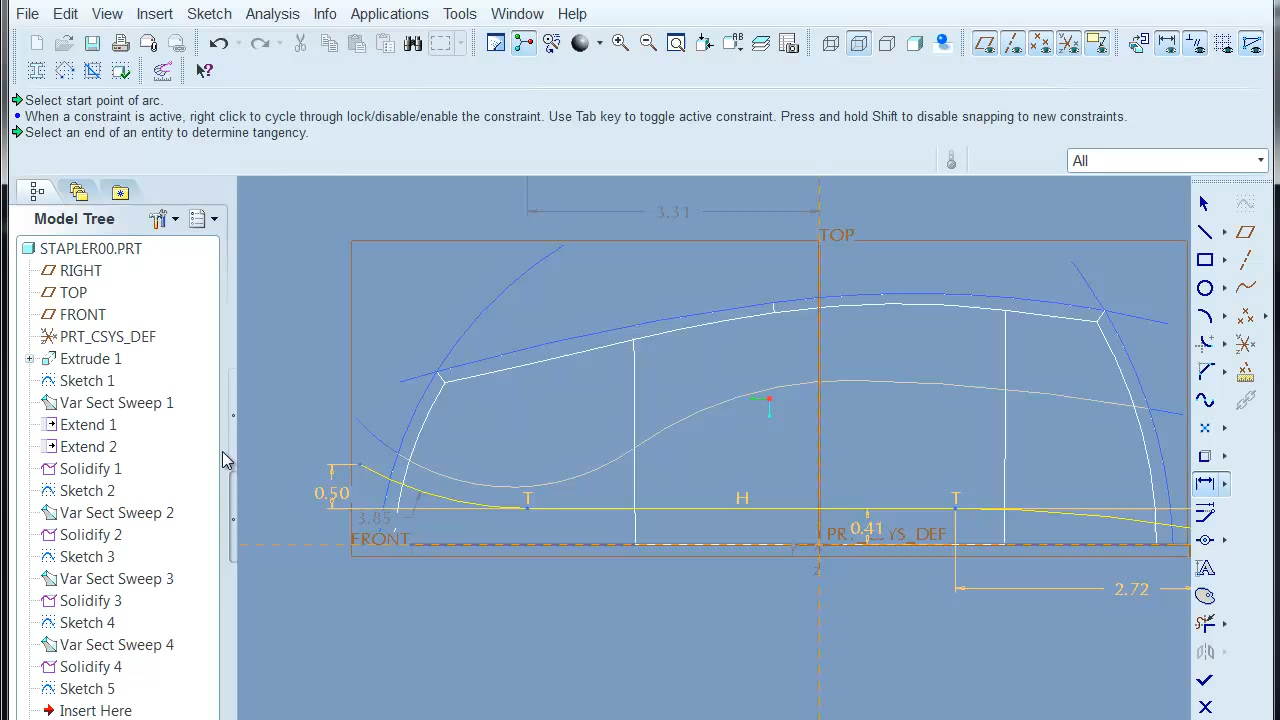 File Edit View Insert Sketch Analysis Info Applications Tools Window Help
Select start point of arc.
When a constraint is active, right click to cycle through lock/disable/enable the constraint. Use Tab key to toggle active constraint. Press and hold Shift to disable snapping to new constraints.
Select an end of an entity to determine tangency.
All
Model Tree
STAPLER00.PRT
RIGHT
TOP
FRONT
PRT_CSYS_DEF
Extrude 1
Sketch 1
Var Sect Sweep 1
Extend 1
Extend 2
Solidify 1
Sketch 2
Var Sect Sweep 2
Solidify 2
Sketch 3
Var Sect Sweep 3
Solidify 3
Sketch 4
Var Sect Sweep 4
Solidify 4
Sketch 5
Insert Here
3.31
TOP
0.50
T
H
T
3.85
0.41
FRONT
2.72